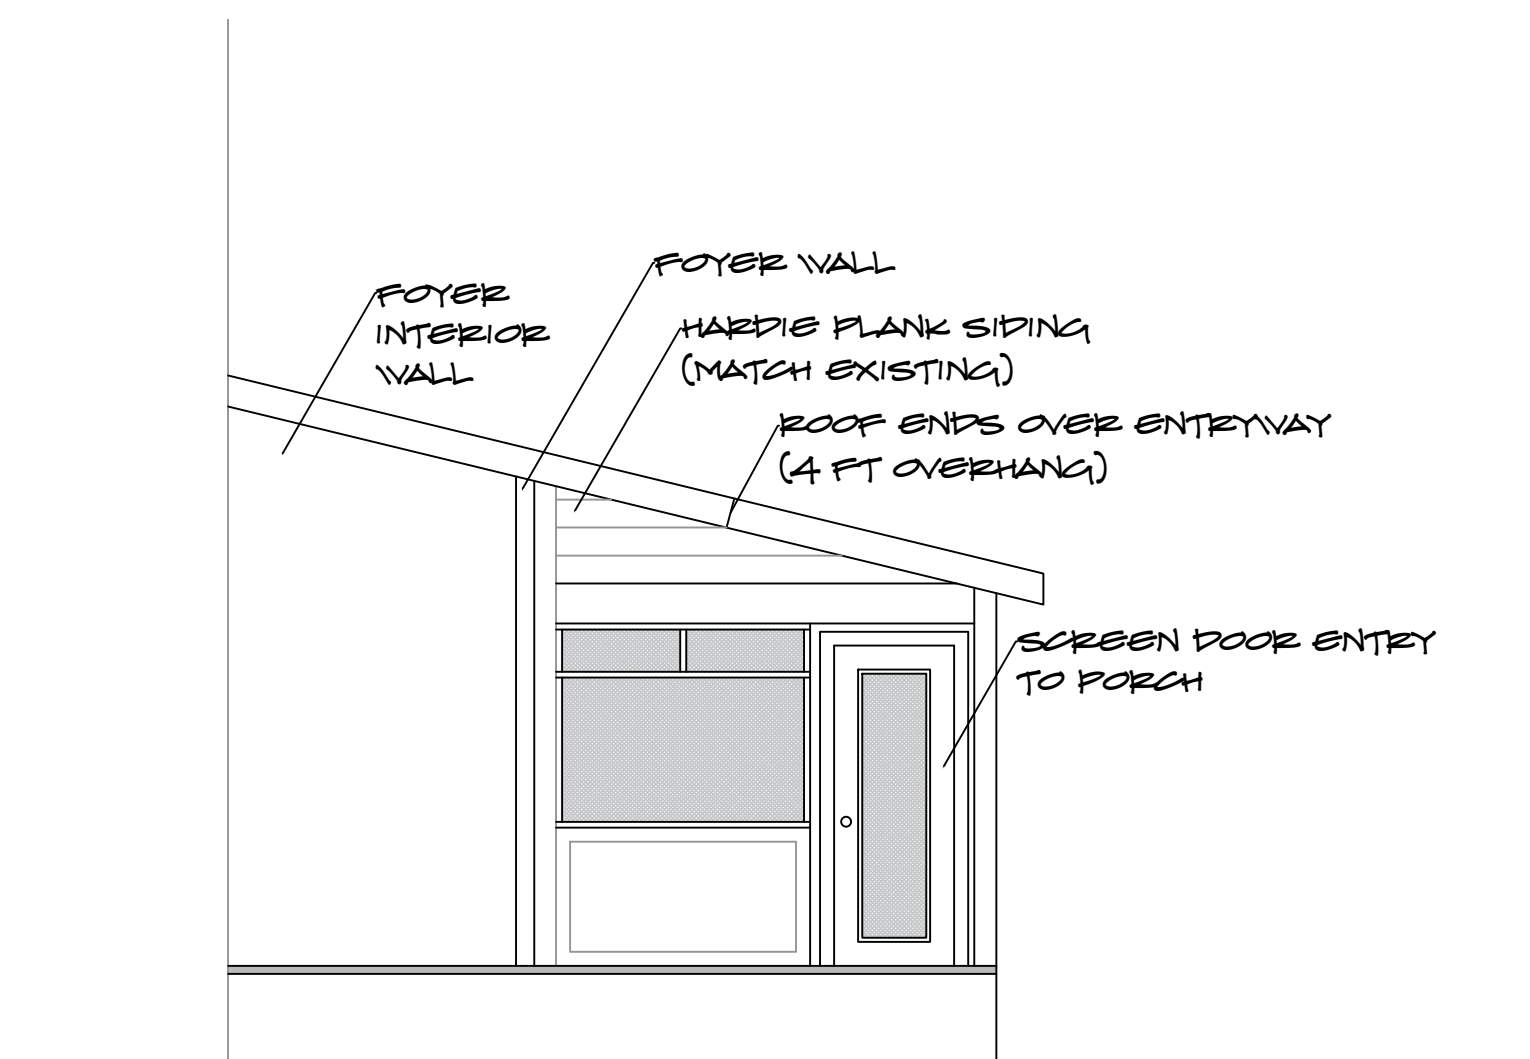 FOYER WALL
FOYER
INTERIOR
WALL
HARDIE PLANK SIDING
(MATCH EXISTING)
ROOF ENDS OVER ENTRYWAY
(4 FT OVERHANG)
SCREEN DOOR ENTRY
TO PORCH